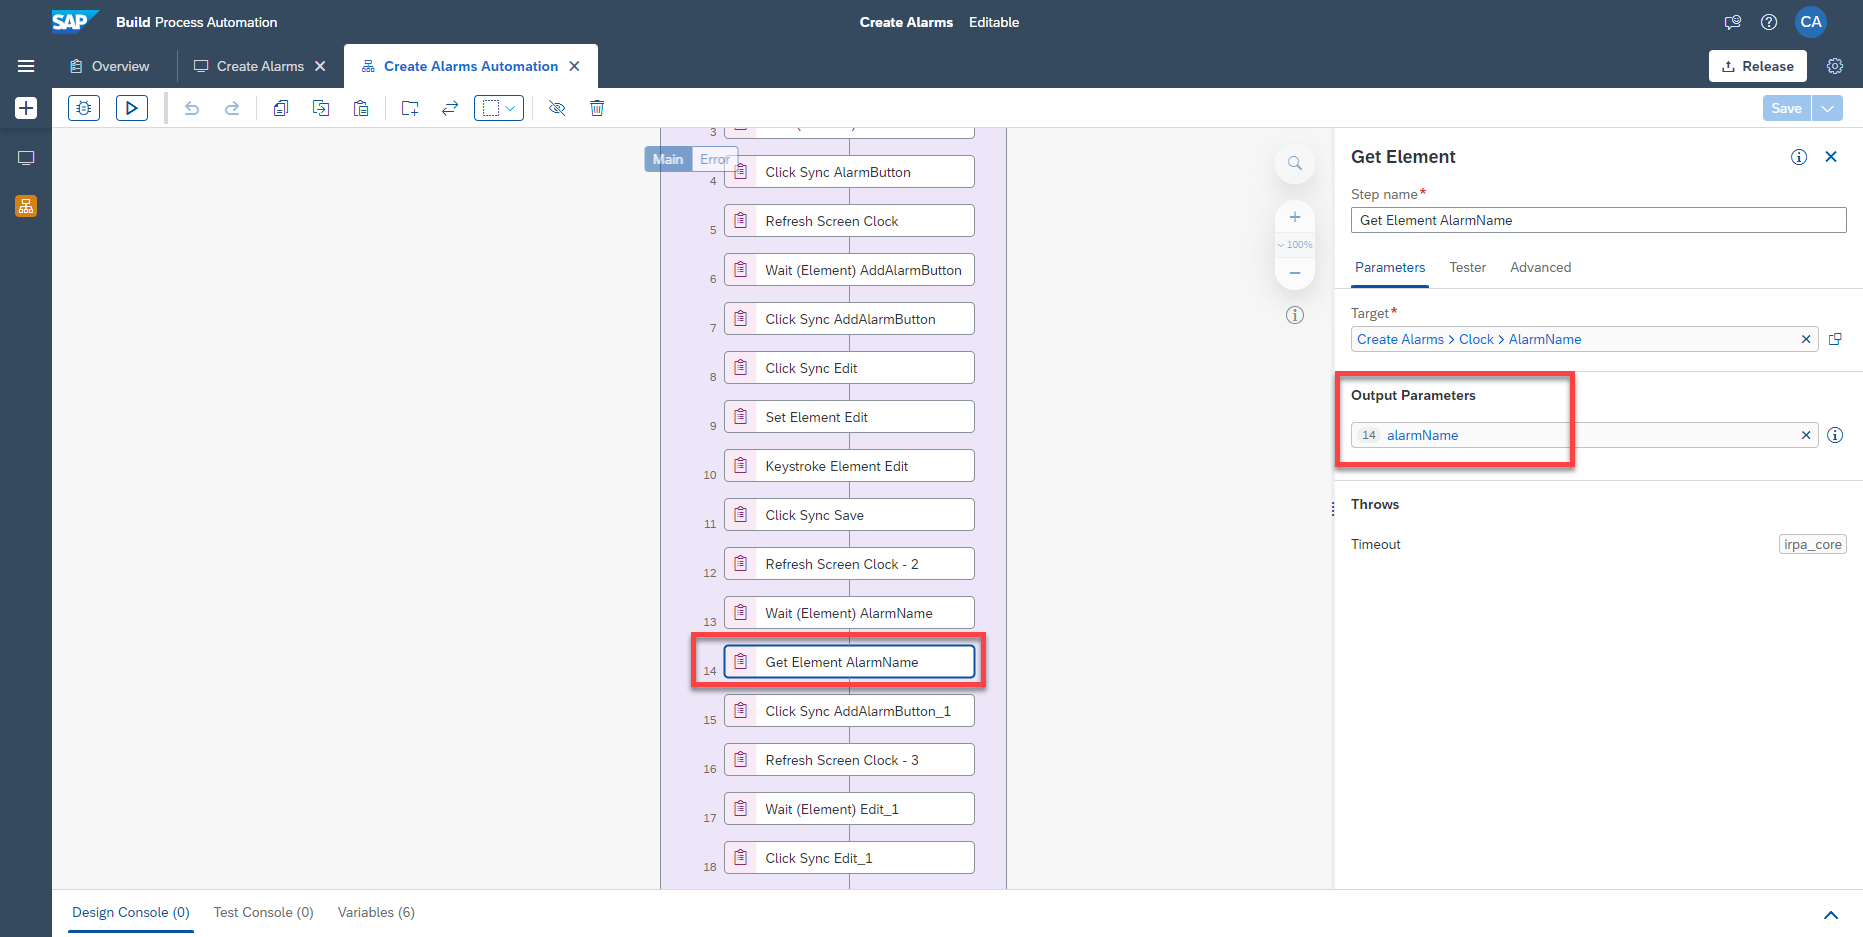 SAP Build Process Automation
Create Alarms Editable
CA
Overview
Create Alarms
Create Alarms Automation
Release
Save
Main Error
3
4 Click Sync AlarmButton
5 Refresh Screen Clock
6 Wait (Element) AddAlarmButton
7 Click Sync AddAlarmButton
8 Click Sync Edit
9 Set Element Edit
10 Keystroke Element Edit
11 Click Sync Save
12 Refresh Screen Clock - 2
13 Wait (Element) AlarmName
14 Get Element AlarmName
15 Click Sync AddAlarmButton_1
16 Refresh Screen Clock - 3
17 Wait (Element) Edit_1
18 Click Sync Edit_1
100%
Get Element
Step name*
Get Element AlarmName
Parameters Tester Advanced
Target*
Create Alarms > Clock > AlarmName
Output Parameters
14 alarmName
Throws
Timeout irpa_core
Design Console (0) Test Console (0) Variables (6)